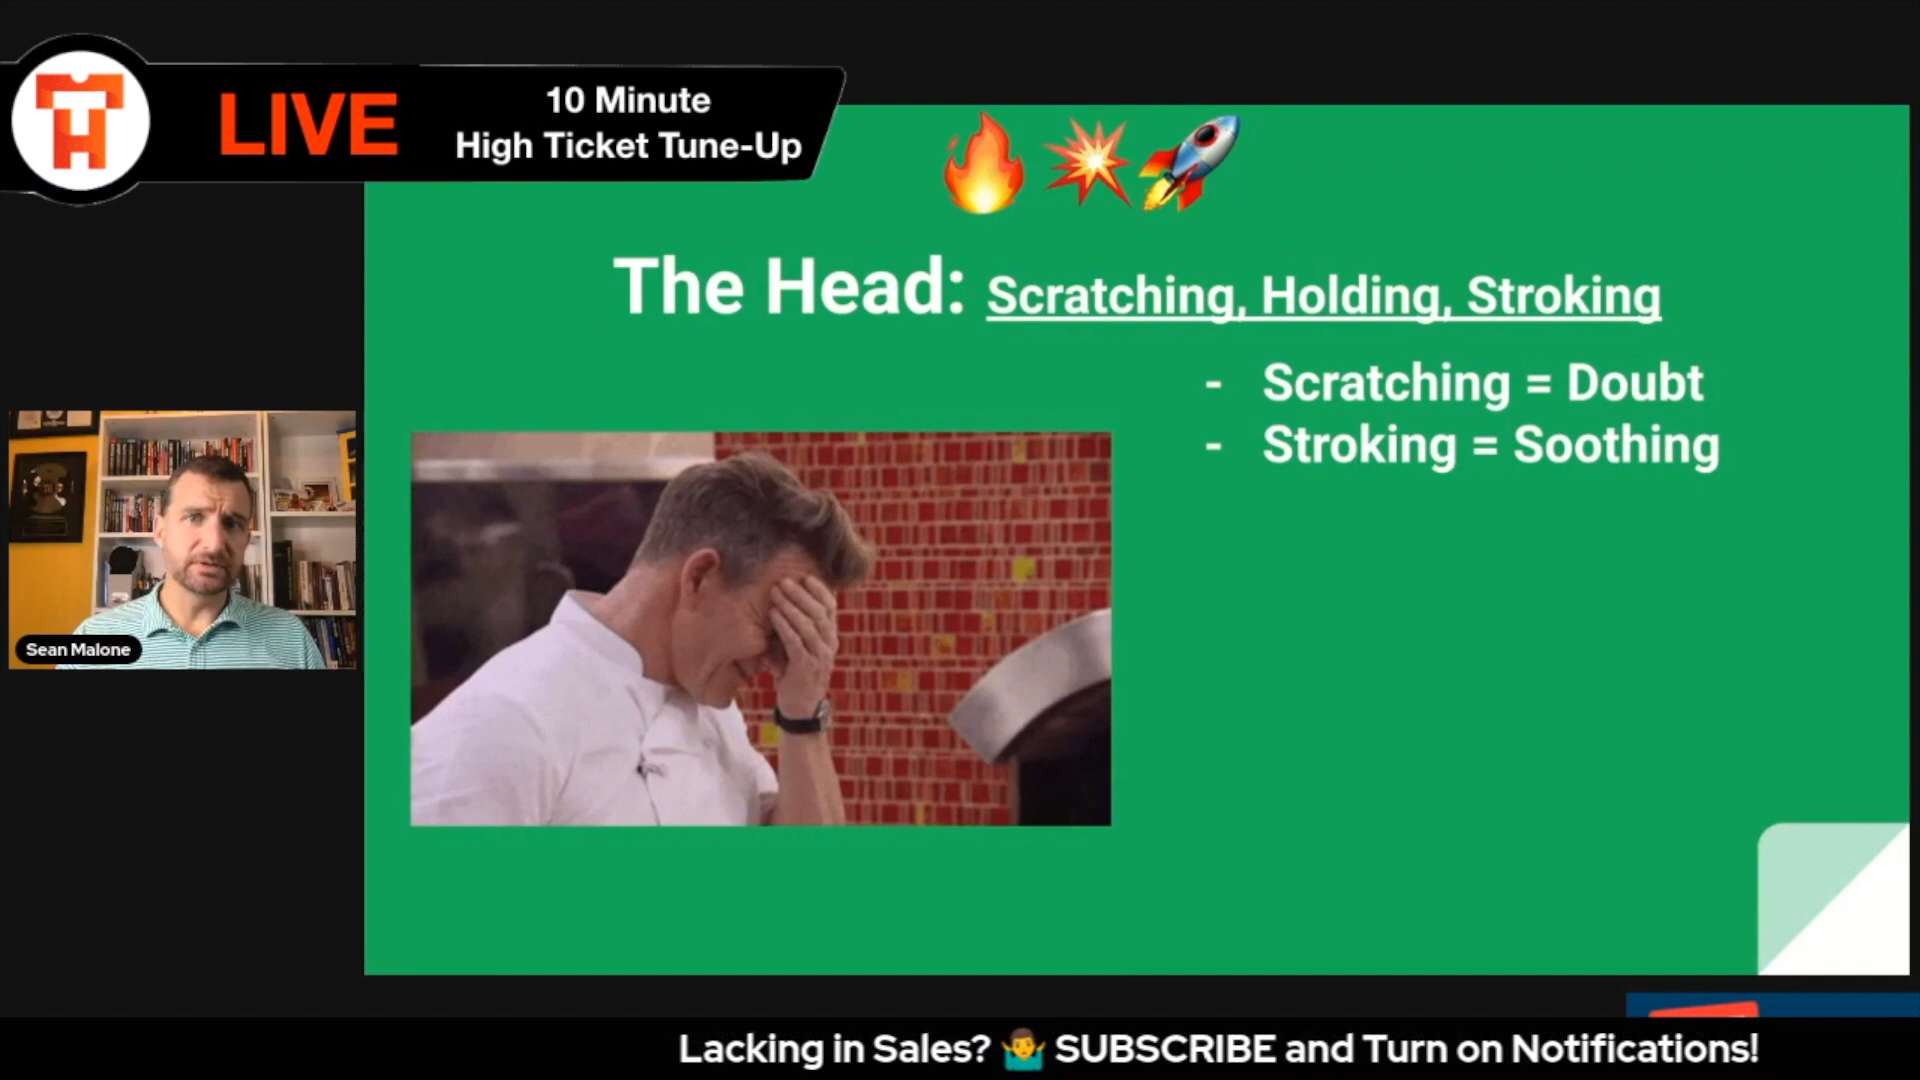 LIVE
10 Minute
High Ticket Tune-Up
The Head: Scratching, Holding, Stroking
- Scratching = Doubt
- Stroking = Soothing
Sean Malone
Lacking in Sales? 🤷‍♂️ SUBSCRIBE and Turn on Notifications!